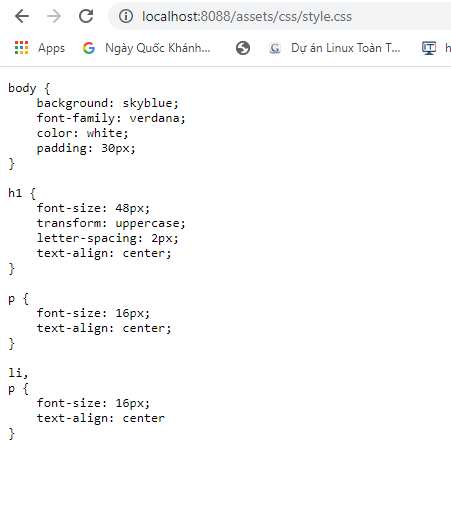 localhost:8088/assets/css/style.css
Apps
Ngày Quốc Khánh...
Dự án Linux Toàn T...
IT
h
body {
    background: skyblue;
    font-family: verdana;
    color: white;
    padding: 30px;
}
h1 {
    font-size: 48px;
    transform: uppercase;
    letter-spacing: 2px;
    text-align: center;
}
p {
    font-size: 16px;
    text-align: center;
}
li,
p {
    font-size: 16px;
    text-align: center
}